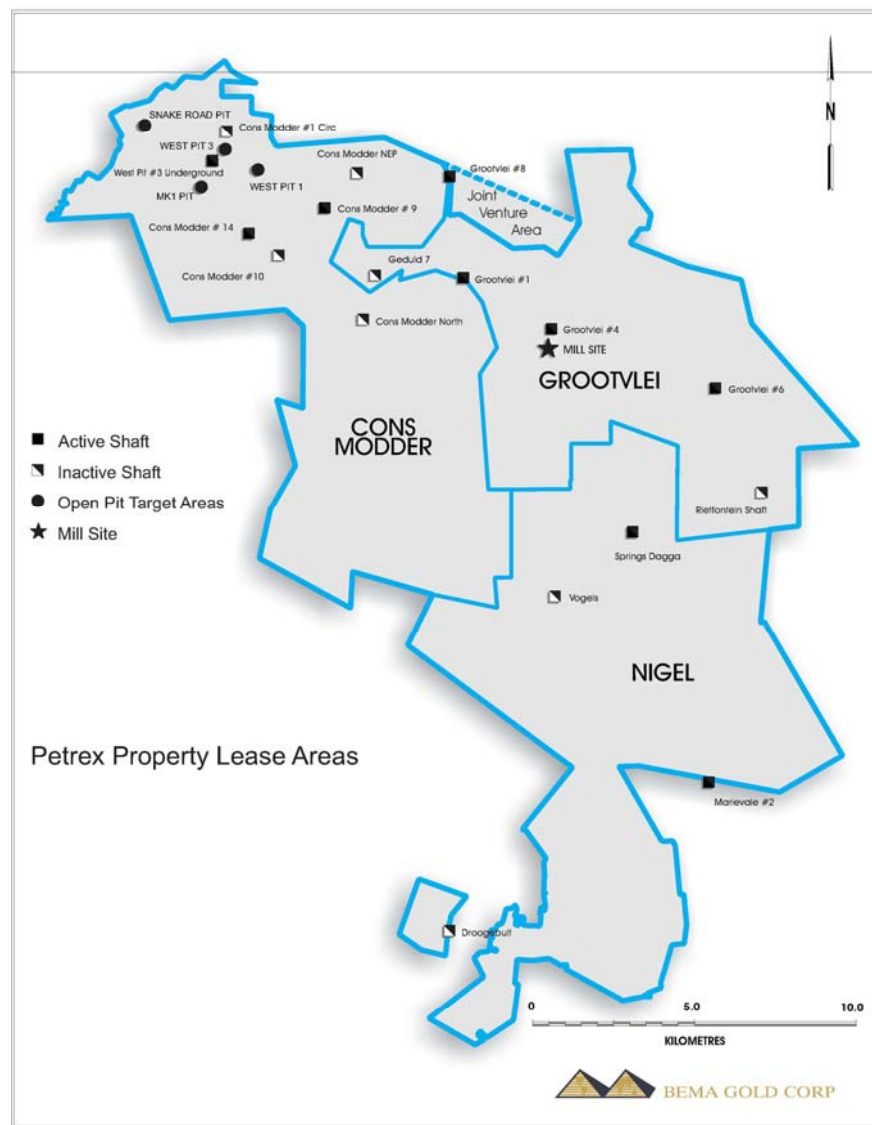 N
SNAKE ROAD PIT
Cons Modder #1 Circ
WEST PIT 3
Cons Modder NEP
West Pit #3 Underground
WEST PIT 1
Grootvlei #8
MK1 PIT
Joint
Venture
Area
Cons Modder # 9
Cons Modder # 14
Geduld 7
Cons Modder #10
Grootvlei #1
Cons Modder North
Grootvlei #4
MILL SITE
GROOTVLEI
Grootvlei #6
CONS
MODDER
Active Shaft
Inactive Shaft
Open Pit Target Areas
Mill Site
Rietfontein Shaft
Springs Dagga
Vogels
NIGEL
Petrex Property Lease Areas
Marievale #2
Droogebult
0 5.0 10.0
KILOMETRES
BEMA GOLD CORP